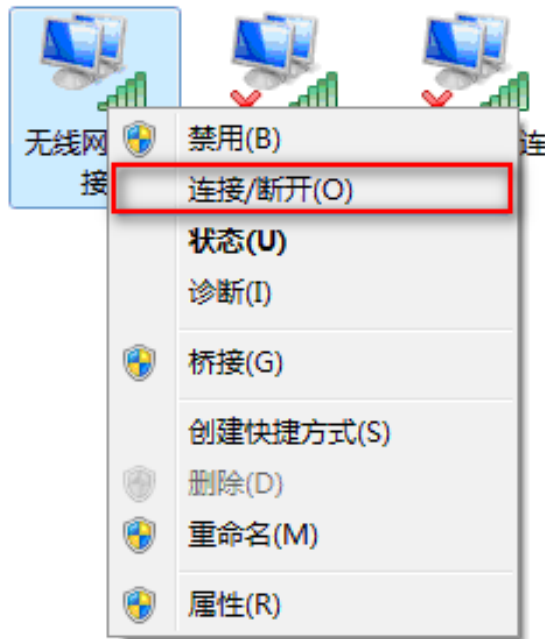 无线网
接
连
禁用(B)
连接/断开(O)
状态(U)
诊断(I)
桥接(G)
创建快捷方式(S)
删除(D)
重命名(M)
属性(R)